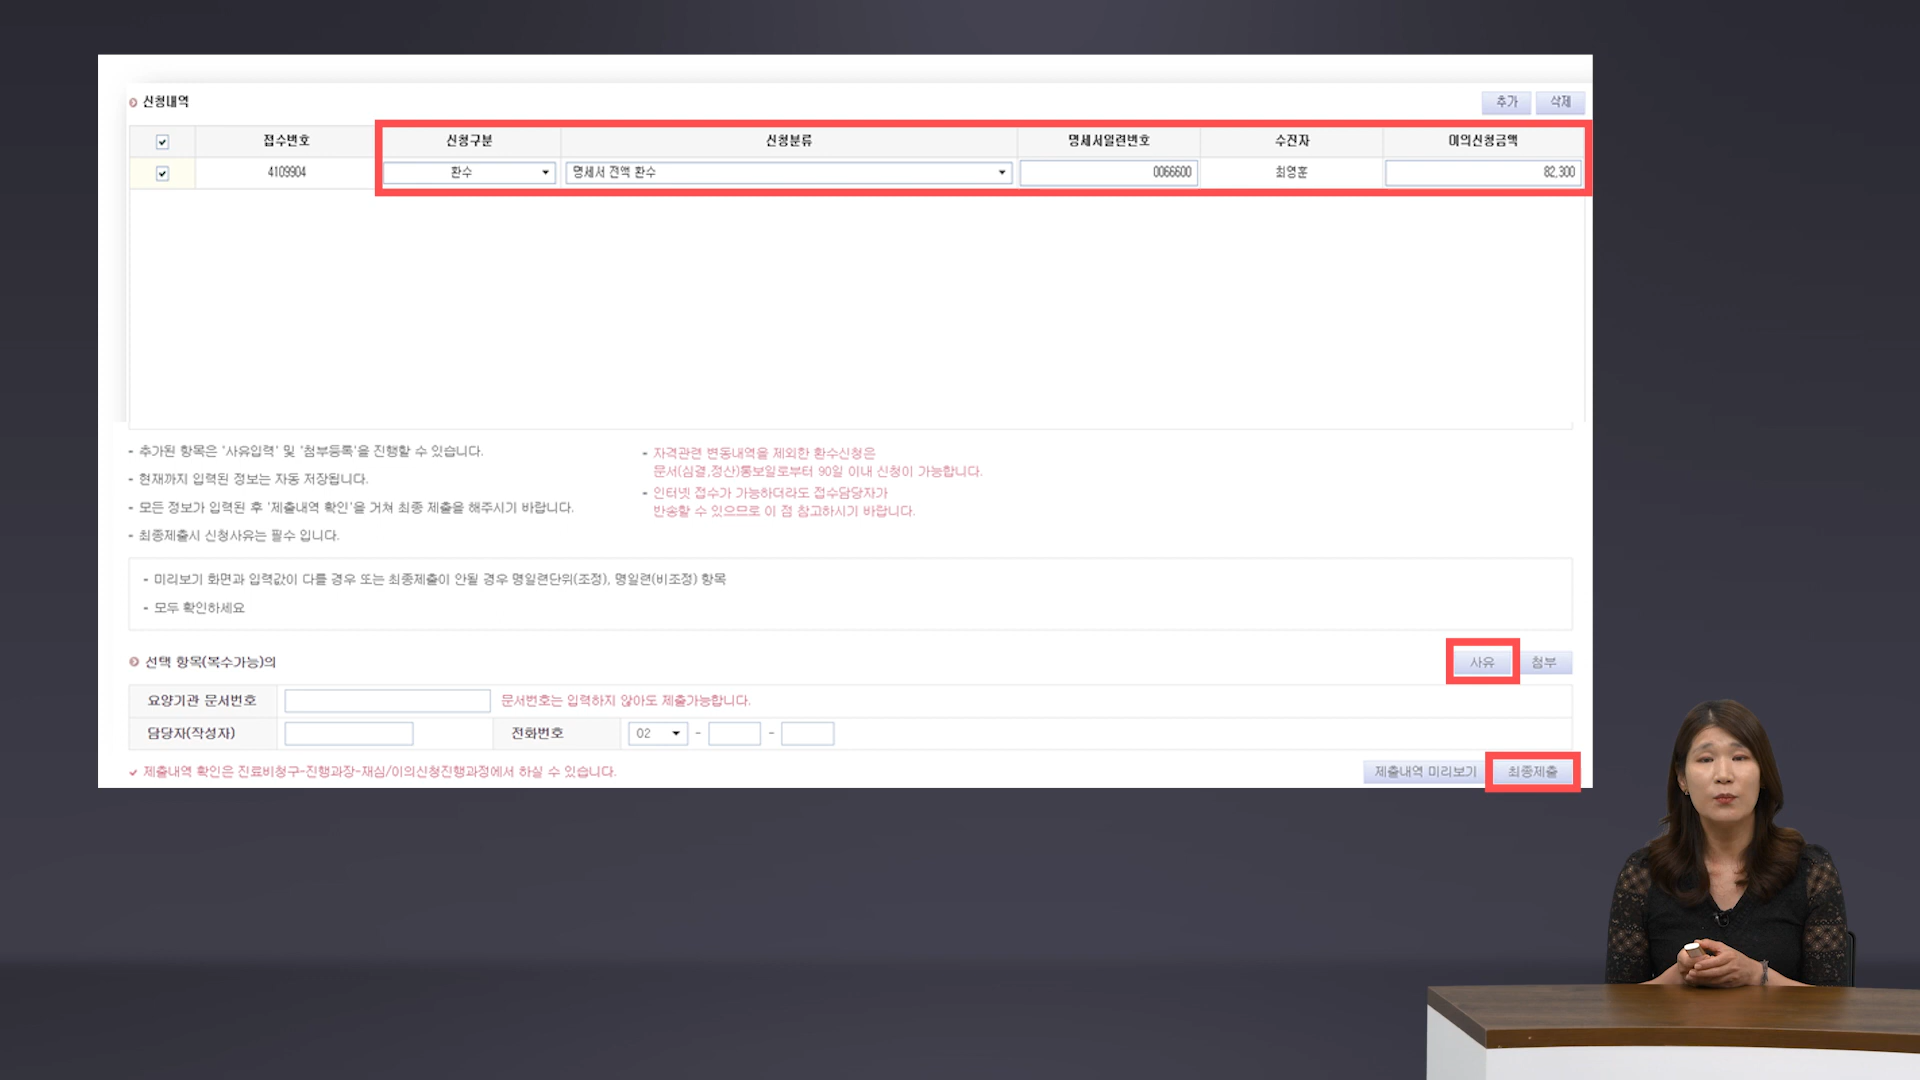 신청내역
추가 삭제
접수번호 신청구분 신청분류 명세서일련번호 수진자 이의신청금액
4109904 환수 명세서 전액 환수 0066600 최영훈 82,300
- 추가된 항목은 '사유입력' 및 '첨부등록'을 진행할 수 있습니다.
- 현재까지 입력된 정보는 자동 저장됩니다.
- 모든 정보가 입력된 후 '제출내역 확인'을 거쳐 최종 제출을 해주시기 바랍니다.
- 최종제출시 신청사유는 필수 입니다.
- 자격관련 변동내역을 제외한 환수신청은
문서(심결,정산)통보일로부터 90일 이내 신청이 가능합니다.
- 인터넷 접수가 가능하더라도 접수담당자가
반송할 수 있으므로 이 점 참고하시기 바랍니다.
- 미리보기 화면과 입력값이 다를 경우 또는 최종제출이 안될 경우 명일련단위(조정), 명일련(비조정) 항목
- 모두 확인하세요
선택 항목(복수가능)의
사유 첨부
요양기관 문서번호 문서번호는 입력하지 않아도 제출가능합니다.
담당자(작성자) 전화번호 02 - -
제출내역 확인은 진료비청구-진행과장-재심/이의신청진행과정에서 하실 수 있습니다.
제출내역 미리보기 최종제출